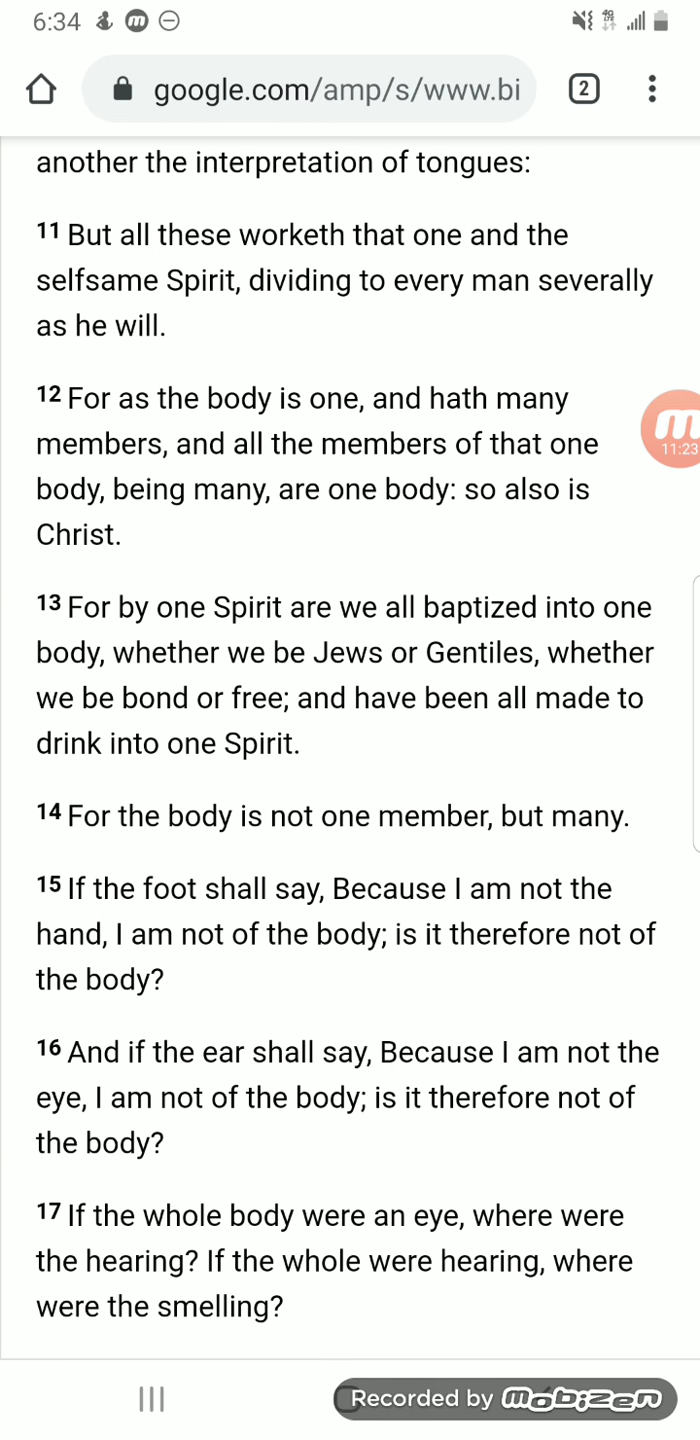 6:34
4G
google.com/amp/s/www.bi
2
another the interpretation of tongues:
11 But all these worketh that one and the
selfsame Spirit, dividing to every man severally
as he will.
12 For as the body is one, and hath many
members, and all the members of that one
body, being many, are one body: so also is
Christ.
m
11:23
13 For by one Spirit are we all baptized into one
body, whether we be Jews or Gentiles, whether
we be bond or free; and have been all made to
drink into one Spirit.
14 For the body is not one member, but many.
15 If the foot shall say, Because I am not the
hand, I am not of the body; is it therefore not of
the body?
16 And if the ear shall say, Because I am not the
eye, I am not of the body; is it therefore not of
the body?
17 If the whole body were an eye, where were
the hearing? If the whole were hearing, where
were the smelling?
Recorded by mobizen